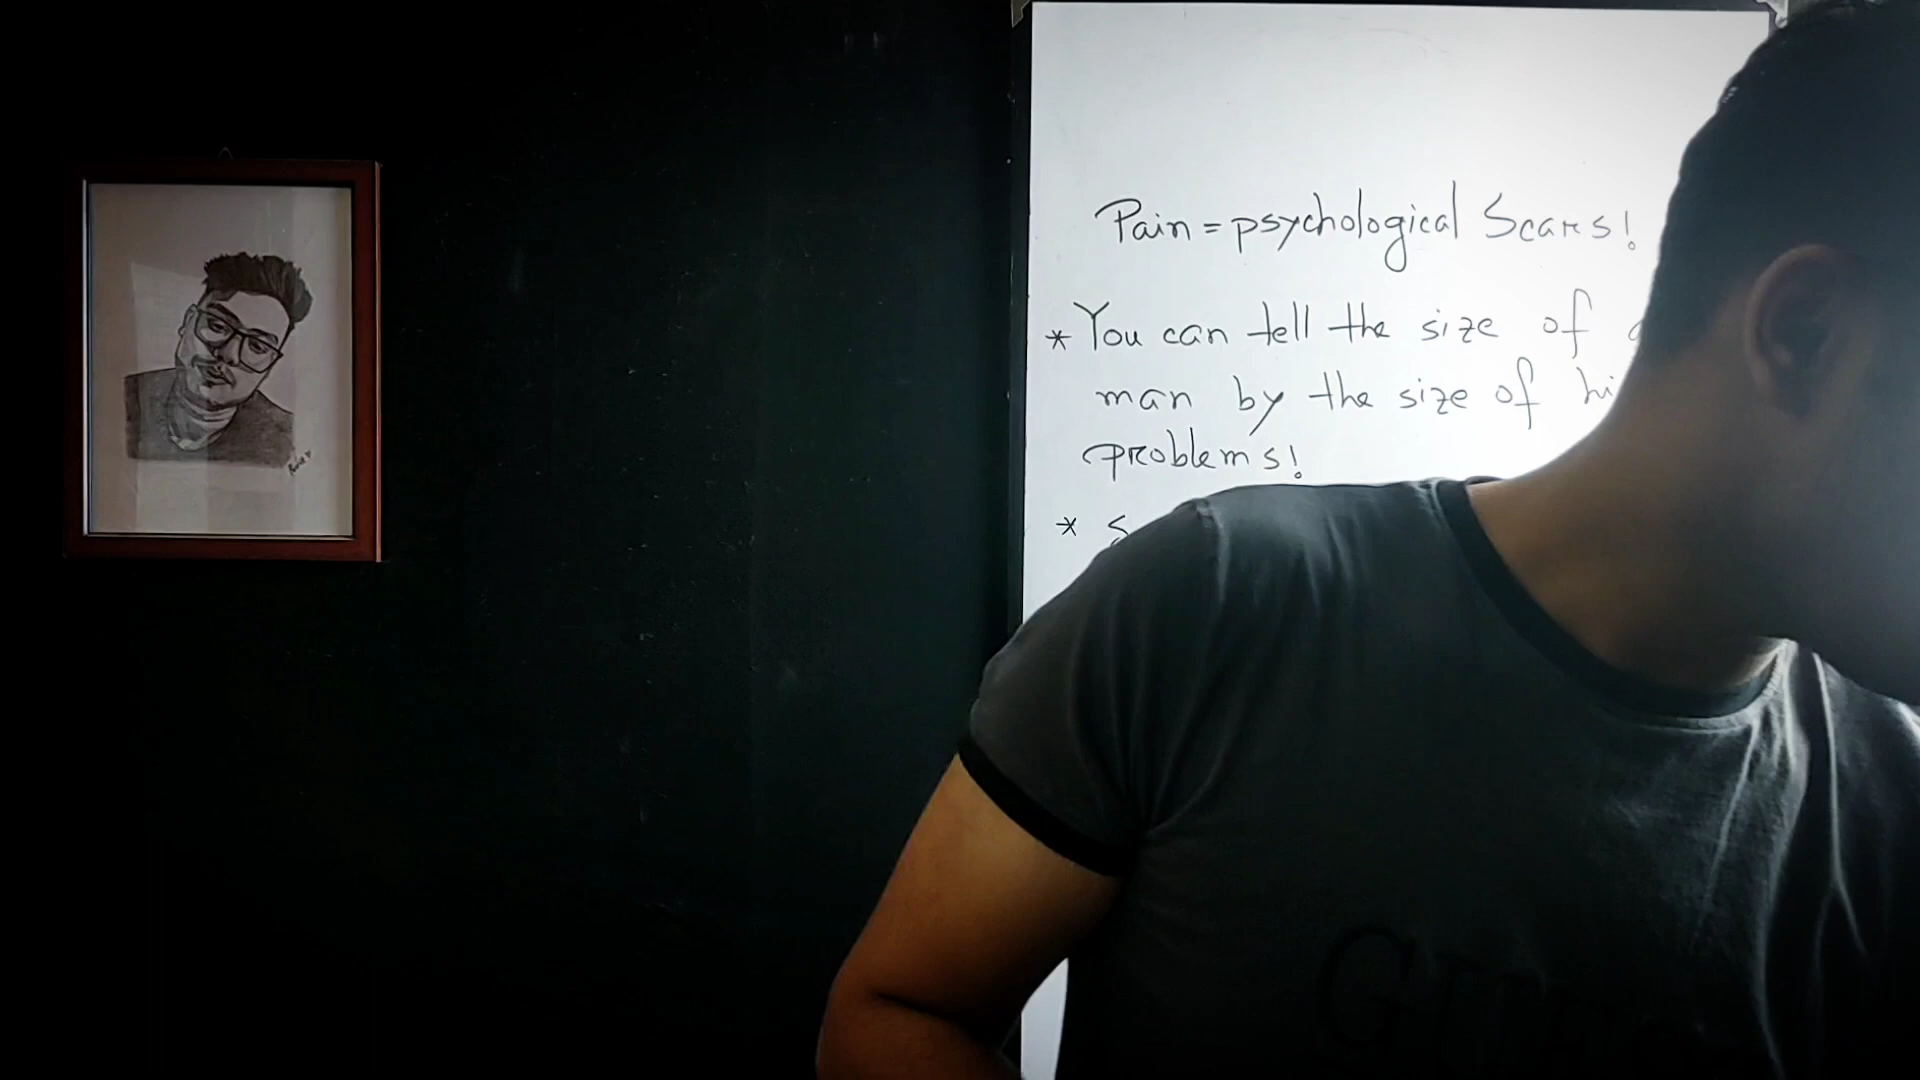 Pain = psychological Scars!
* You can tell the size of
man by the size of
problems!
*